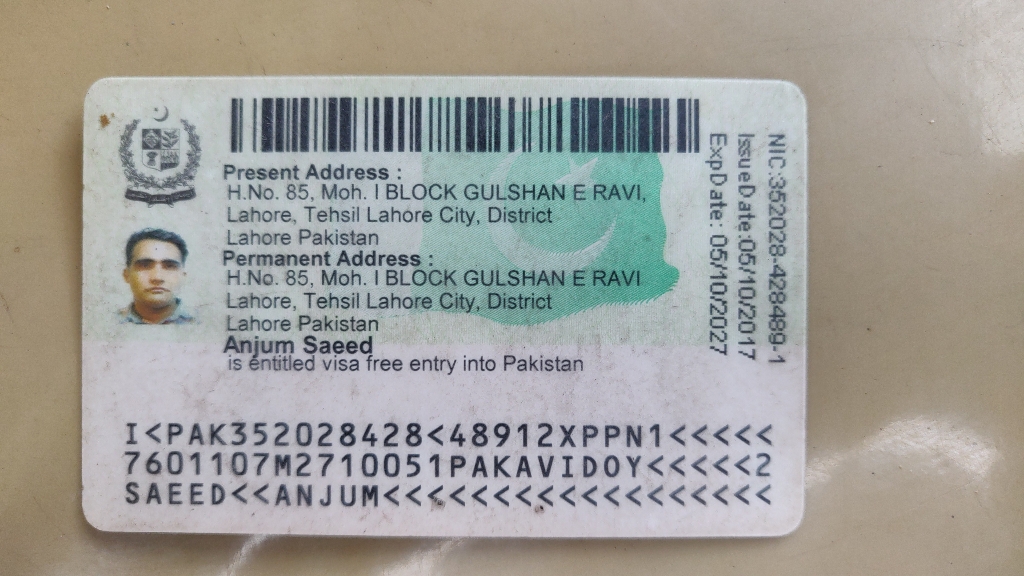 Present Address :
H.No. 85, Moh. I BLOCK GULSHAN E RAVI,
Lahore, Tehsil Lahore City, District
Lahore Pakistan
Permanent Address :
H.No. 85, Moh. I BLOCK GULSHAN E RAVI
Lahore, Tehsil Lahore City, District
Lahore Pakistan
Anjum Saeed
is entitled visa free entry into Pakistan
NIC:352028-428489-1
IssueDate:05/10/2017
ExpDate: 05/10/2027
I<PAK352028428<48912XPPN1<<<<<
7601107M2710051PAKAVIDOY<<<<<2
SAEED<<ANJUM<<<<<<<<<<<<<<<<<<